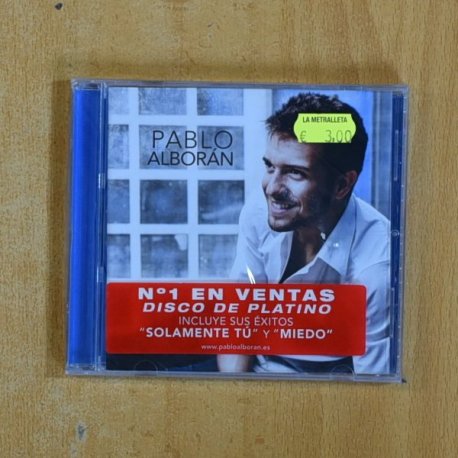 LA METRALLETA
€ 3,00
PABLO
ALBORÁN
Nº1 EN VENTAS
DISCO DE PLATINO
INCLUYE SUS ÉXITOS
"SOLAMENTE TÚ" Y "MIEDO"
www.pabloalboran.es